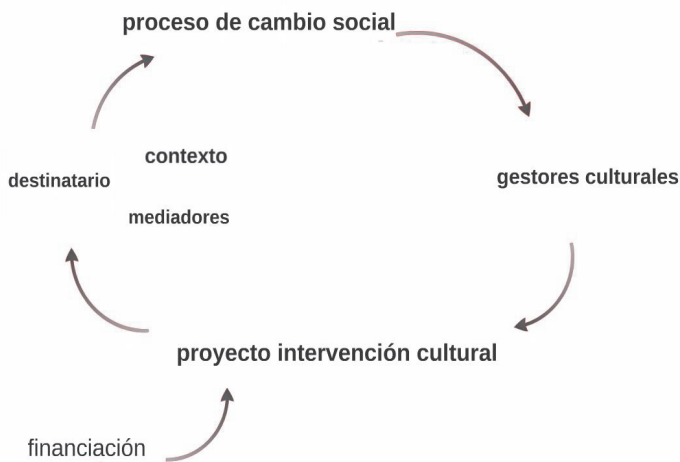 proceso de cambio social
contexto
destinatario
gestores culturales
mediadores
proyecto intervención cultural
financiación